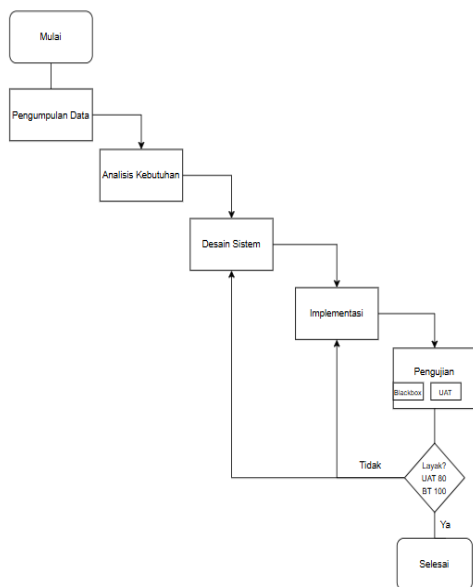 Mulai
Pengumpulan Data
Analisis Kebutuhan
Desain Sistem
Implementasi
Pengujian
Blackbox
UAT
Layak?
UAT 80
BT 100
Tidak
Ya
Selesai